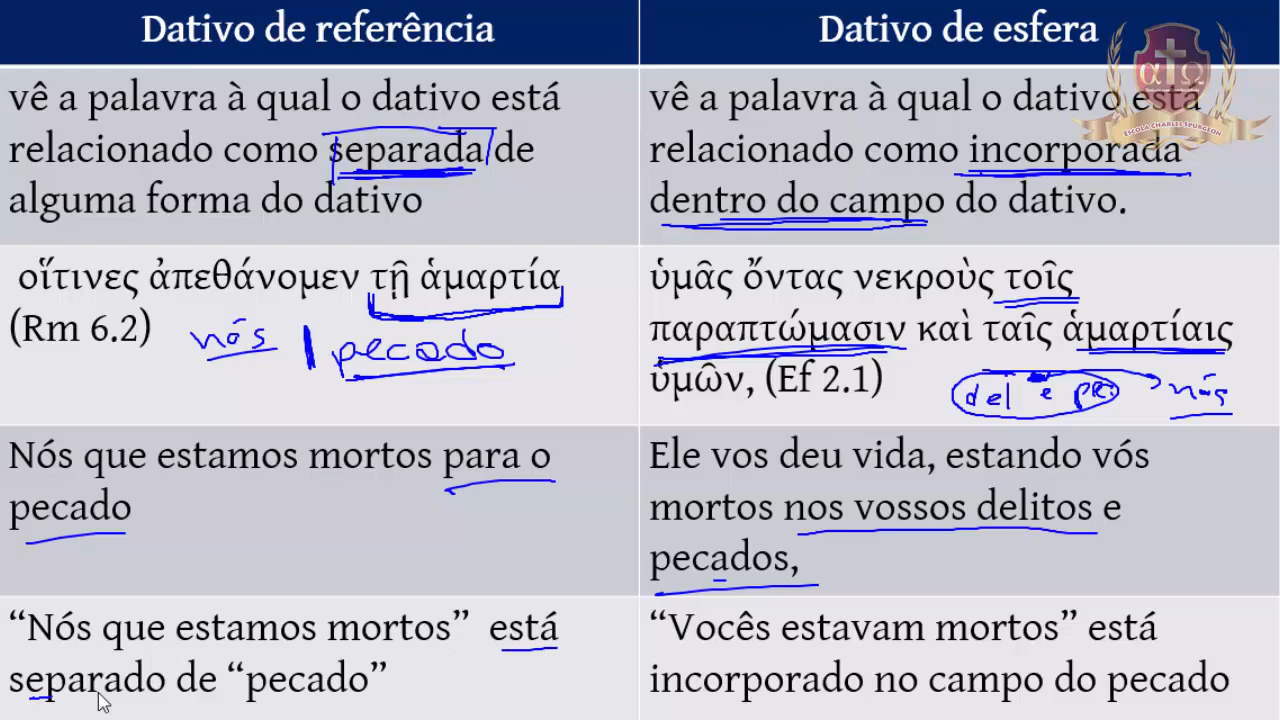 Dativo de referência
Dativo de esfera
vê a palavra à qual o dativo está
relacionado como separada de
alguma forma do dativo
vê a palavra à qual o dativo está
relacionado como incorporada
dentro do campo do dativo.
οἵτινες ἀπεθάνομεν τῇ ἁμαρτίᾳ
(Rm 6.2)
nós | pecado
ὑμᾶς ὄντας νεκροὺς τοῖς
παραπτώμασιν καὶ ταῖς ἁμαρτίαις
ὑμῶν, (Ef 2.1)
del e nós
Nós que estamos mortos para o
pecado
Ele vos deu vida, estando vós
mortos nos vossos delitos e
pecados,
“Nós que estamos mortos” está
separado de “pecado”
“Vocês estavam mortos” está
incorporado no campo do pecado
α Ω
ESCOLA CHARLES SPURGEON